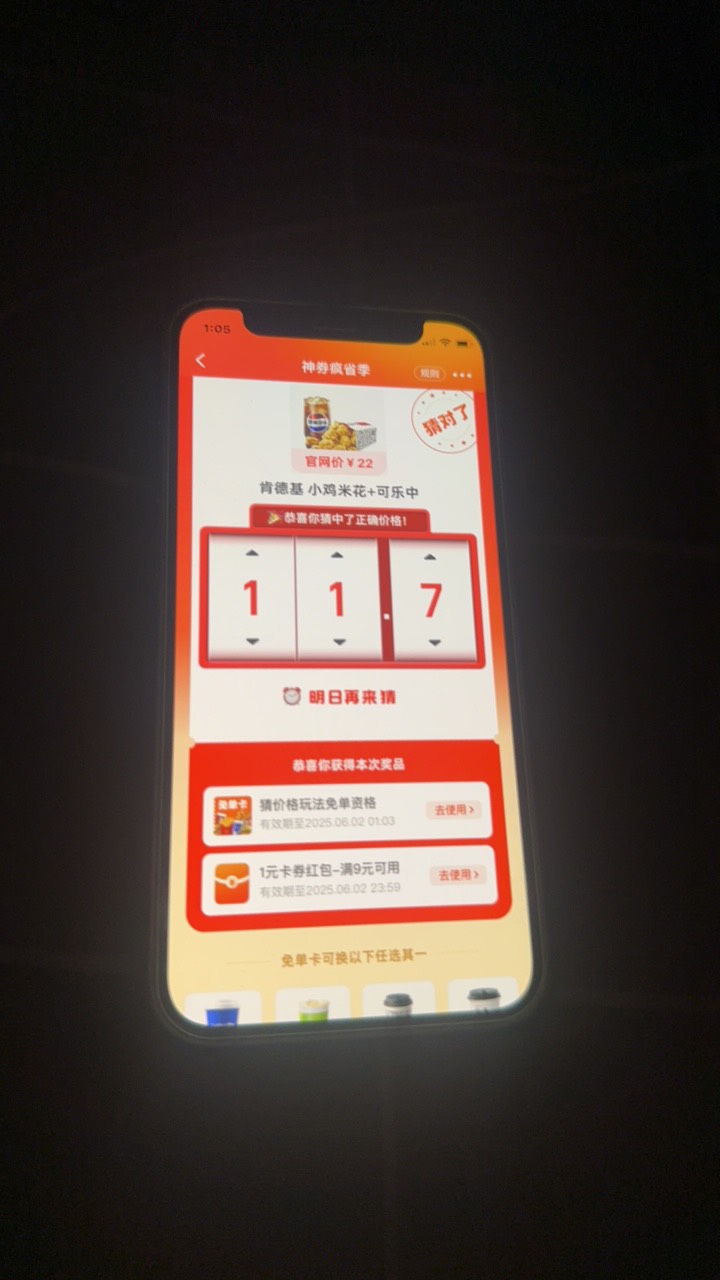 1:05
神券疯省季
规则
猜对了
官网价￥22
肯德基 小鸡米花+可乐中
恭喜你猜中了正确价格！
1 1 . 7
明日再来猜
恭喜你获得本次奖品
免单卡
猜价格玩法免单资格
有效期至2025.06.02 01:03
去使用
1元卡券红包-满9元可用
有效期至2025.06.02 23:59
去使用
免单卡可换以下任选其一